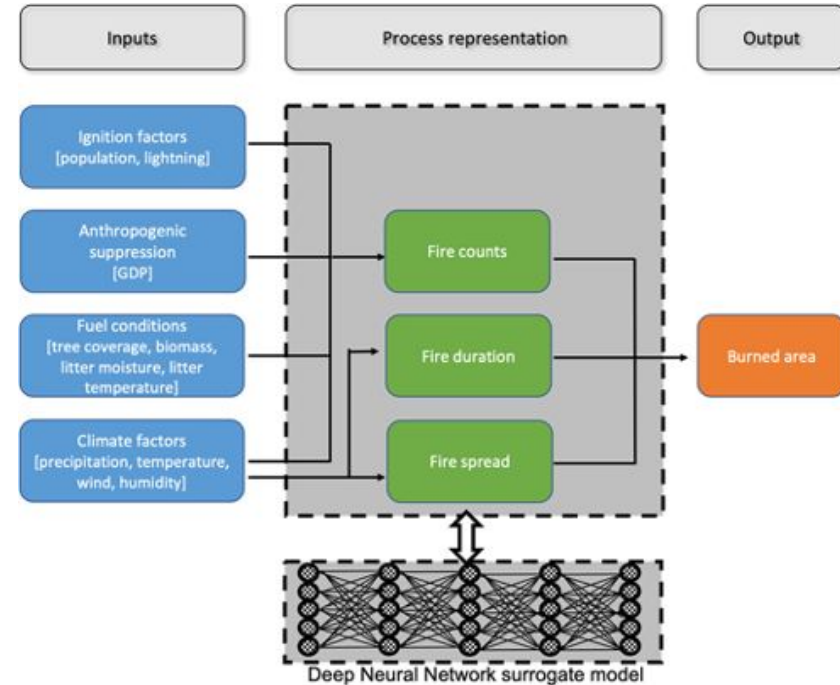 Inputs
Process representation
Output
Ignition factors
[population, lightning]
Anthropogenic
suppression
[GDP]
Fire counts
Fuel conditions
[tree coverage, biomass,
litter moisture, litter
temperature]
Fire duration
Burned area
Climate factors
[precipitation, temperature,
wind, humidity]
Fire spread
Deep Neural Network surrogate model